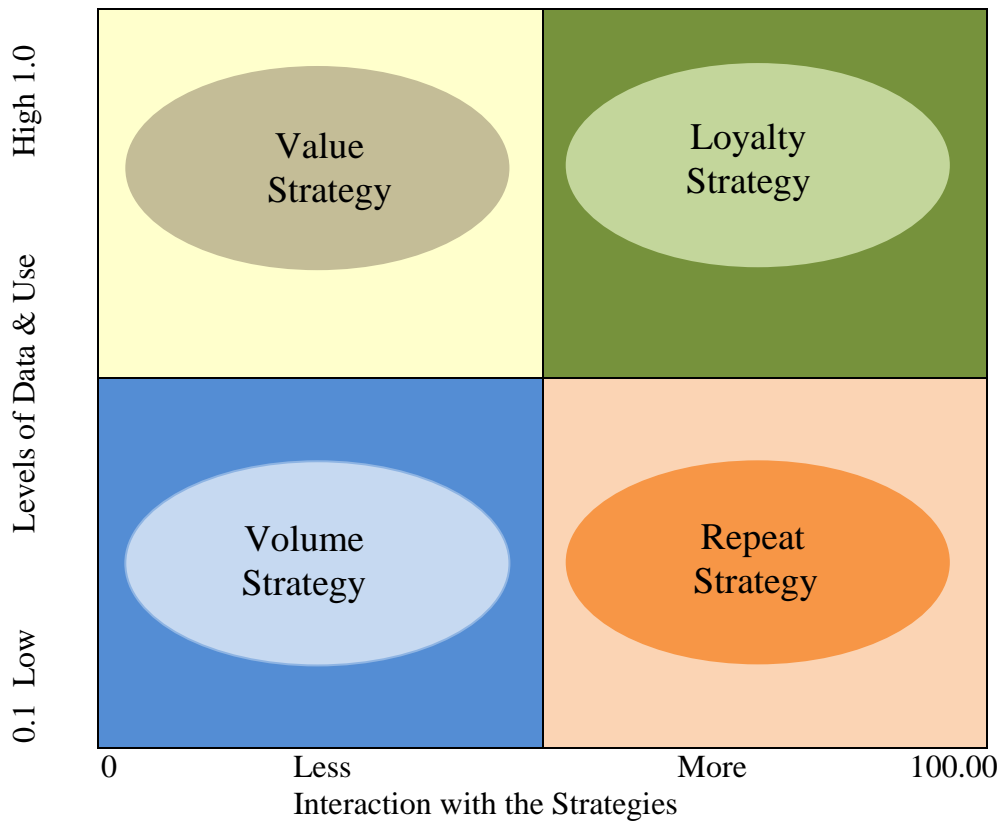 High 1.0
Levels of Data & Use
0.1 Low
Value
Strategy
Loyalty
Strategy
Volume
Strategy
Repeat
Strategy
0 Less More 100.00
Interaction with the Strategies